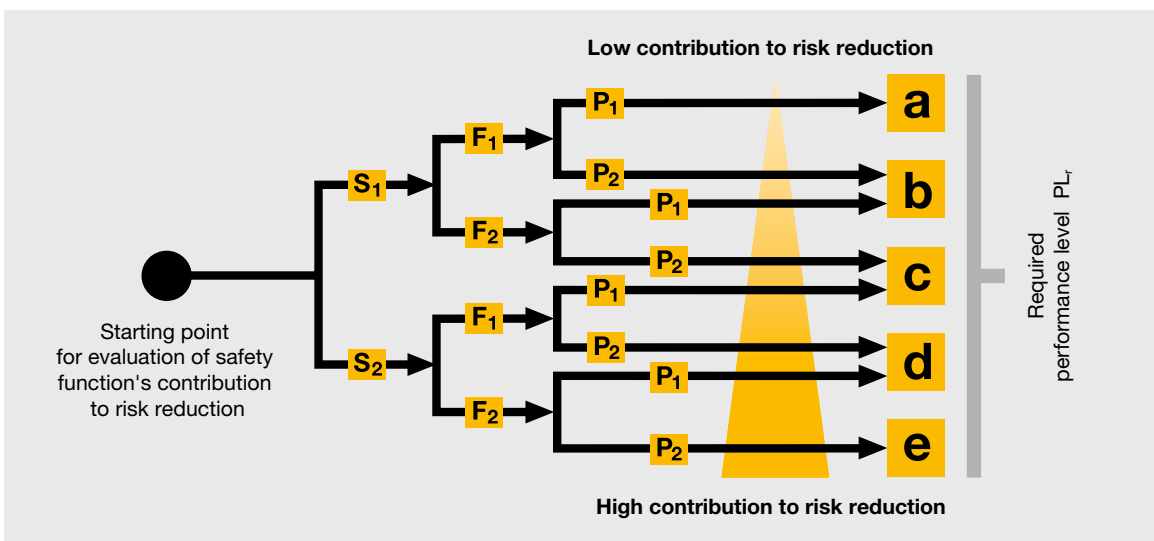 Low contribution to risk reduction
P₁
a
F₁
P₂
S₁
b
P₁
F₂
P₂
c
Starting point
for evaluation of safety
function's contribution
to risk reduction
P₁
F₁
P₂
S₂
d
P₁
F₂
P₂
e
High contribution to risk reduction
Required
performance level PLᵣ